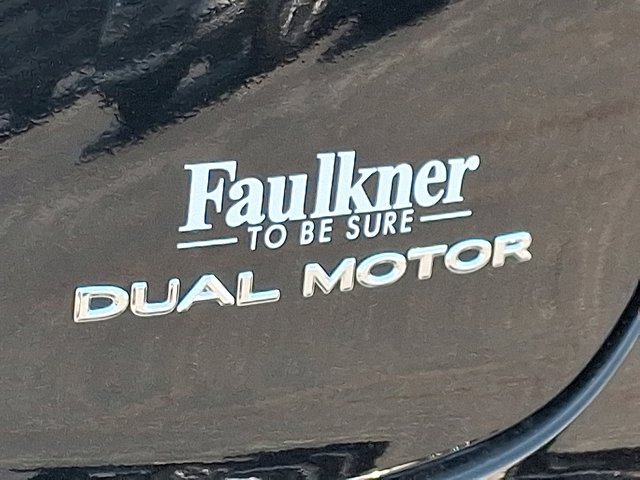 Faulkner
TO BE SURE
DUAL MOTOR